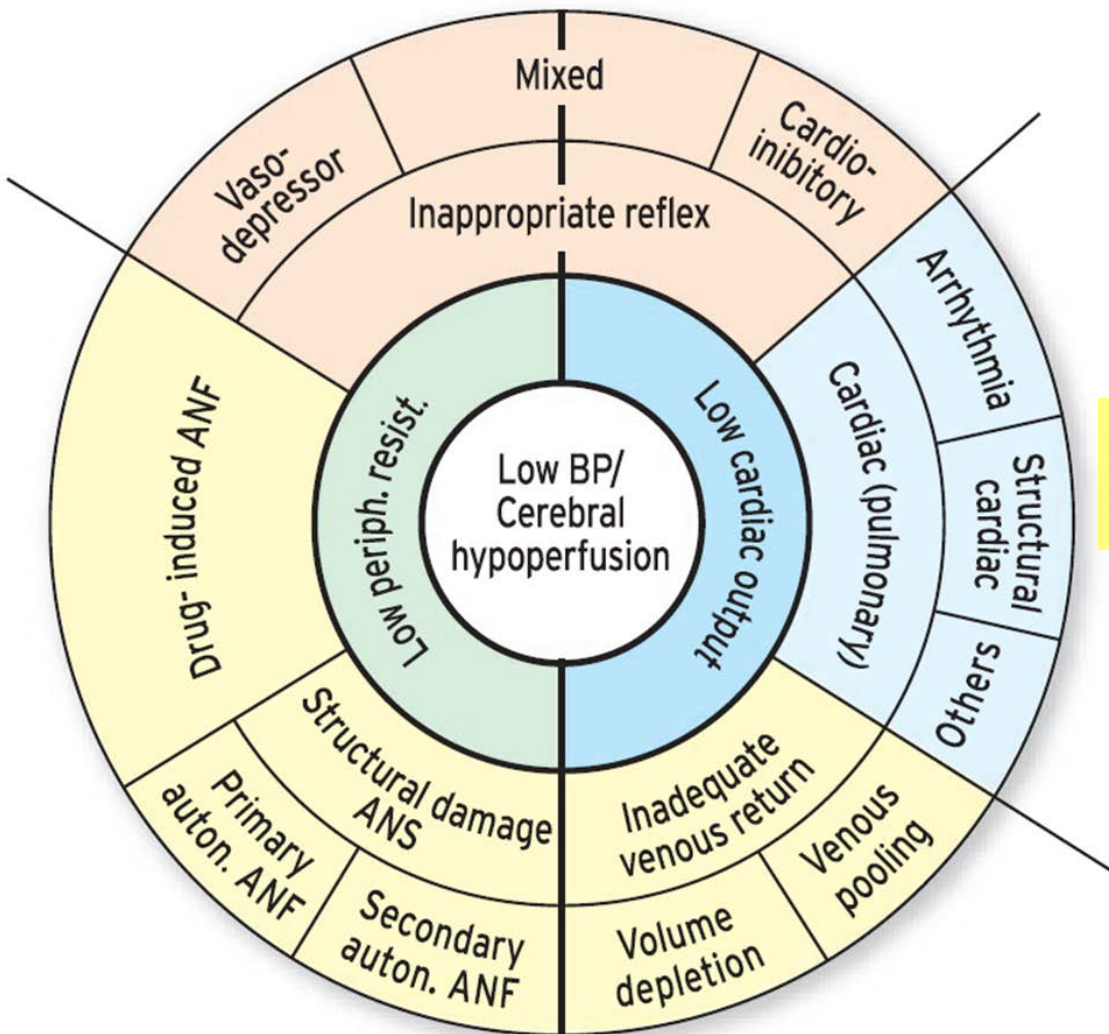 Mixed
Vaso-
depressor
Cardio-
inibitory
Inappropriate reflex
Arrhythmia
Cardiac (pulmonary)
Structural
cardiac
Others
Low periph. resist.
Low BP/
Cerebral
hypoperfusion
Low cardiac output
Drug- induced ANF
Structural damage
ANS
Primary
auton. ANF
Secondary
auton. ANF
Inadequate
venous return
Volume
depletion
Venous
pooling